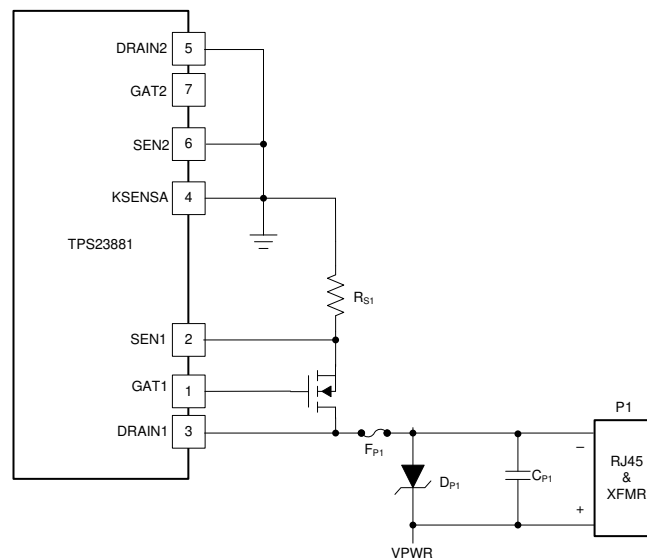 DRAIN2 5
GAT2 7
SEN2 6
KSENSA 4
TPS23881
RS1
SEN1 2
GAT1 1
DRAIN1 3
FP1
DP1
CP1
P1
–
RJ45
&
XFMR
+
VPWR